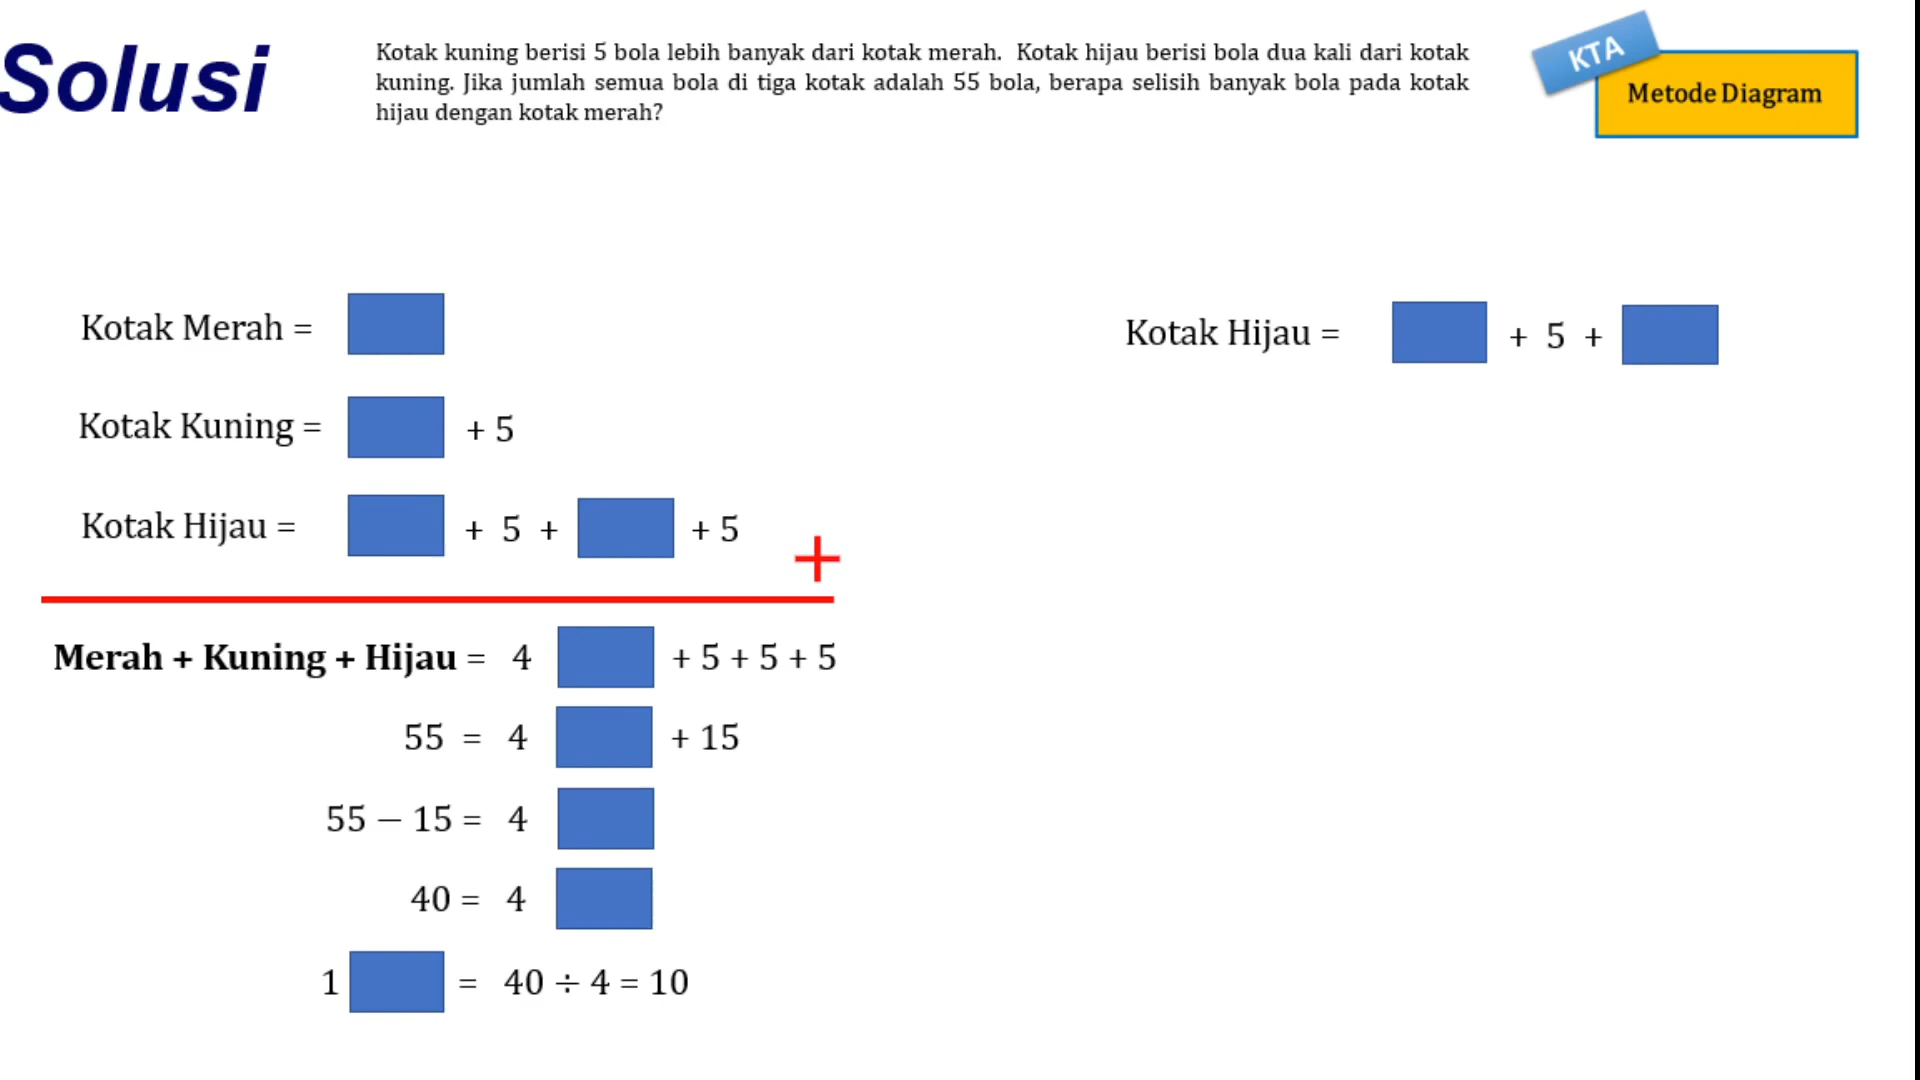 Solusi
Kotak kuning berisi 5 bola lebih banyak dari kotak merah. Kotak hijau berisi bola dua kali dari kotak
kuning. Jika jumlah semua bola di tiga kotak adalah 55 bola, berapa selisih banyak bola pada kotak
hijau dengan kotak merah?
KTA
Metode Diagram
Kotak Merah =
Kotak Kuning = + 5
Kotak Hijau = + 5 + + 5
+
Merah + Kuning + Hijau = 4 + 5 + 5 + 5
55 = 4 + 15
55 − 15 = 4
40 = 4
1 = 40 ÷ 4 = 10
Kotak Hijau = + 5 +